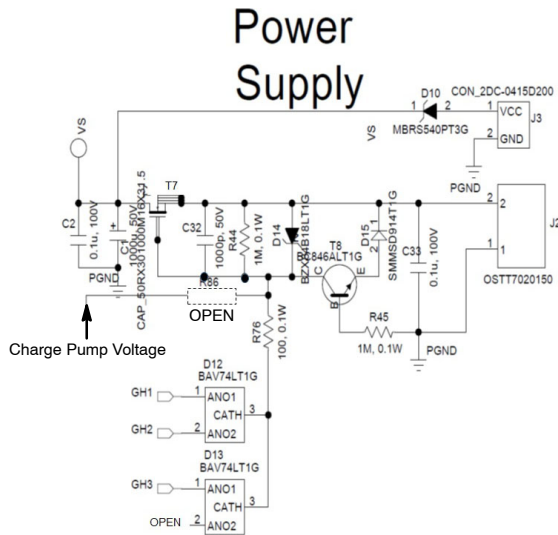 Power
Supply
D10
CON_2DC-0415D200
1
2
1
VCC
2
GND
J3
MBRS540PT3G
VS
VS
PGND
T7
C2
0.1u, 100V
C1
1000u, 50V
CAP_50RX301000M16X31.5
C32
1000p, 50V
R44
1M, 0.1W
D14
BZX84B18LT1G
T8
BC846ALT1G
C
E
B
D15
1
2
SMMSD914T1G
C33
0.1u, 100V
2
2
1
1
J2
OSTT7020150
PGND
R86
OPEN
R45
1M, 0.1W
PGND
Charge Pump Voltage
R76
100, 0.1W
D12
BAV74LT1G
GH1
1
ANO1
CATH
3
GH2
2
ANO2
D13
BAV74LT1G
GH3
1
ANO1
CATH
3
OPEN
2
ANO2